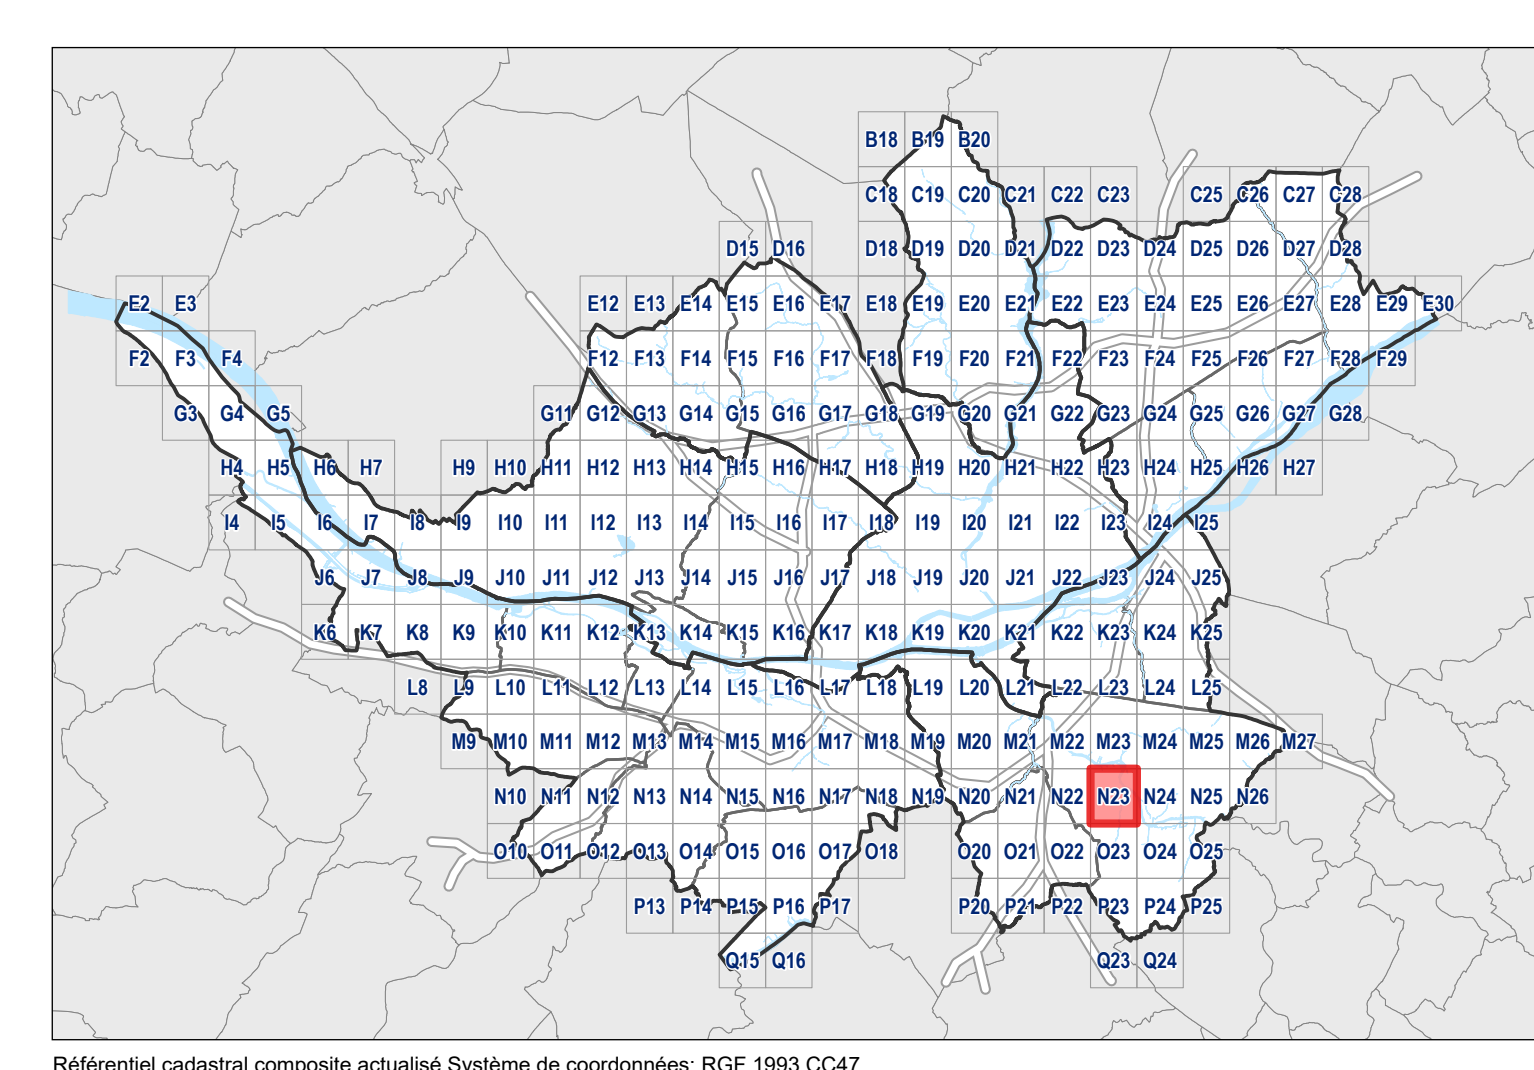 B18 B19 B20
C18 C19 C20 C21 C22 C23 C25 C26 C27 C28
D15 D16 D18 D19 D20 D21 D22 D23 D24 D25 D26 D27 D28
E2 E3 E12 E13 E14 E15 E16 E17 E18 E19 E20 E21 E22 E23 E24 E25 E26 E27 E28 E29 E30
F2 F3 F4 F12 F13 F14 F15 F16 F17 F18 F19 F20 F21 F22 F23 F24 F25 F26 F27 F28 F29
G3 G4 G5 G11 G12 G13 G14 G15 G16 G17 G18 G19 G20 G21 G22 G23 G24 G25 G26 G27 G28
H4 H5 H6 H7 H9 H10 H11 H12 H13 H14 H15 H16 H17 H18 H19 H20 H21 H22 H23 H24 H25 H26 H27
I4 I5 I6 I7 I8 I9 I10 I11 I12 I13 I14 I15 I16 I17 I18 I19 I20 I21 I22 I23 I24 I25
J6 J7 J8 J9 J10 J11 J12 J13 J14 J15 J16 J17 J18 J19 J20 J21 J22 J23 J24 J25
K6 K7 K8 K9 K10 K11 K12 K13 K14 K15 K16 K17 K18 K19 K20 K21 K22 K23 K24 K25
L8 L9 L10 L11 L12 L13 L14 L15 L16 L17 L18 L19 L20 L21 L22 L23 L24 L25
M9 M10 M11 M12 M13 M14 M15 M16 M17 M18 M19 M20 M21 M22 M23 M24 M25 M26 M27
N10 N11 N12 N13 N14 N15 N16 N17 N18 N19 N20 N21 N22 N23 N24 N25 N26
O10 O11 O12 O13 O14 O15 O16 O17 O18 O20 O21 O22 O23 O24 O25
P13 P14 P15 P16 P17 P20 P21 P22 P23 P24 P25
Q15 Q16 Q23 Q24
Référentiel cadastral composite actualisé Système de coordonnées: RGF 1993 CC47